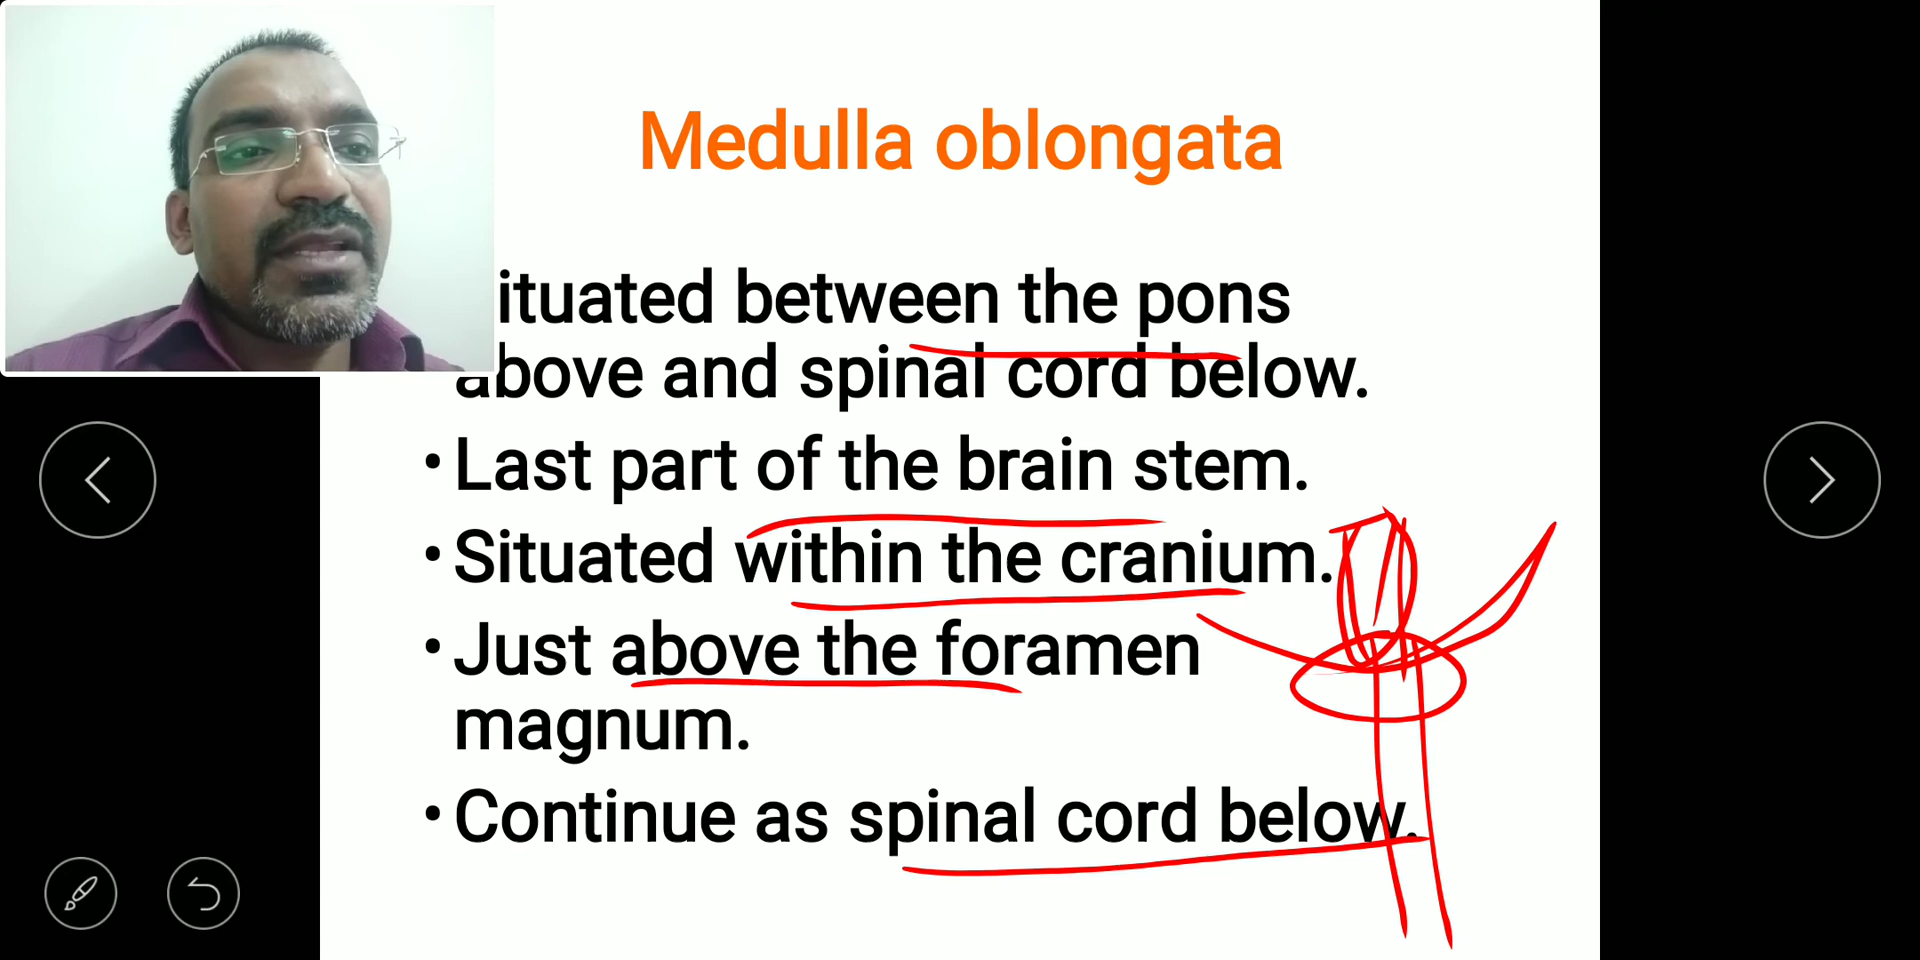 Medulla oblongata
ituated between the pons
above and spinal cord below.
• Last part of the brain stem.
• Situated within the cranium.
• Just above the foramen
magnum.
• Continue as spinal cord below.